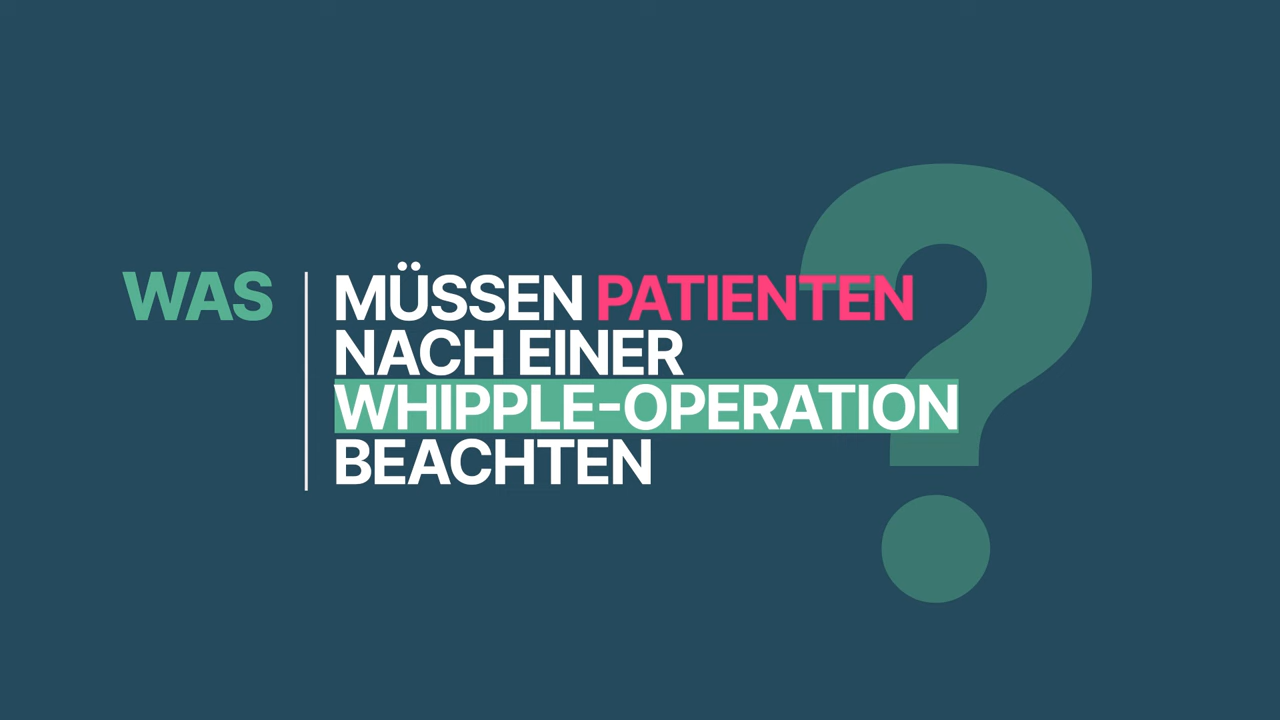 WAS MÜSSEN PATIENTEN
NACH EINER
WHIPPLE-OPERATION
BEACHTEN
?